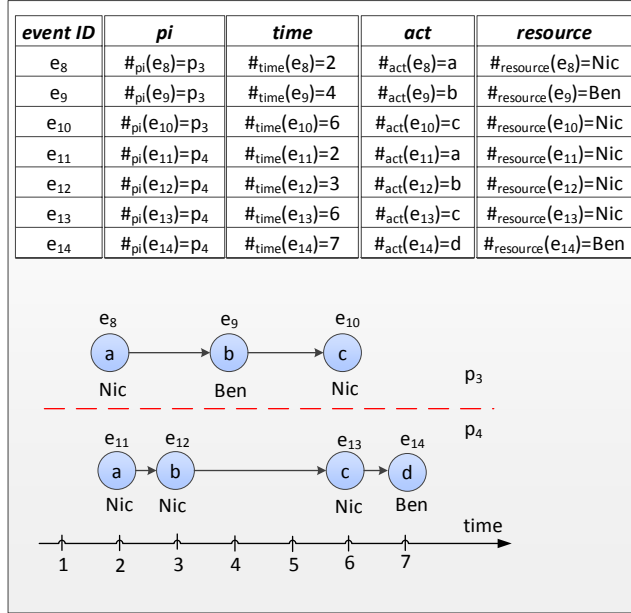 event ID pi time act resource
e8 #pi(e8)=p3 #time(e8)=2 #act(e8)=a #resource(e8)=Nic
e9 #pi(e9)=p3 #time(e9)=4 #act(e9)=b #resource(e9)=Ben
e10 #pi(e10)=p3 #time(e10)=6 #act(e10)=c #resource(e10)=Nic
e11 #pi(e11)=p4 #time(e11)=2 #act(e11)=a #resource(e11)=Nic
e12 #pi(e12)=p4 #time(e12)=3 #act(e12)=b #resource(e12)=Nic
e13 #pi(e13)=p4 #time(e13)=6 #act(e13)=c #resource(e13)=Nic
e14 #pi(e14)=p4 #time(e14)=7 #act(e14)=d #resource(e14)=Ben
e8 e9 e10
a b c
Nic Ben Nic
p3
p4
e11 e12 e13 e14
a b c d
Nic Nic Nic Ben
time
1 2 3 4 5 6 7